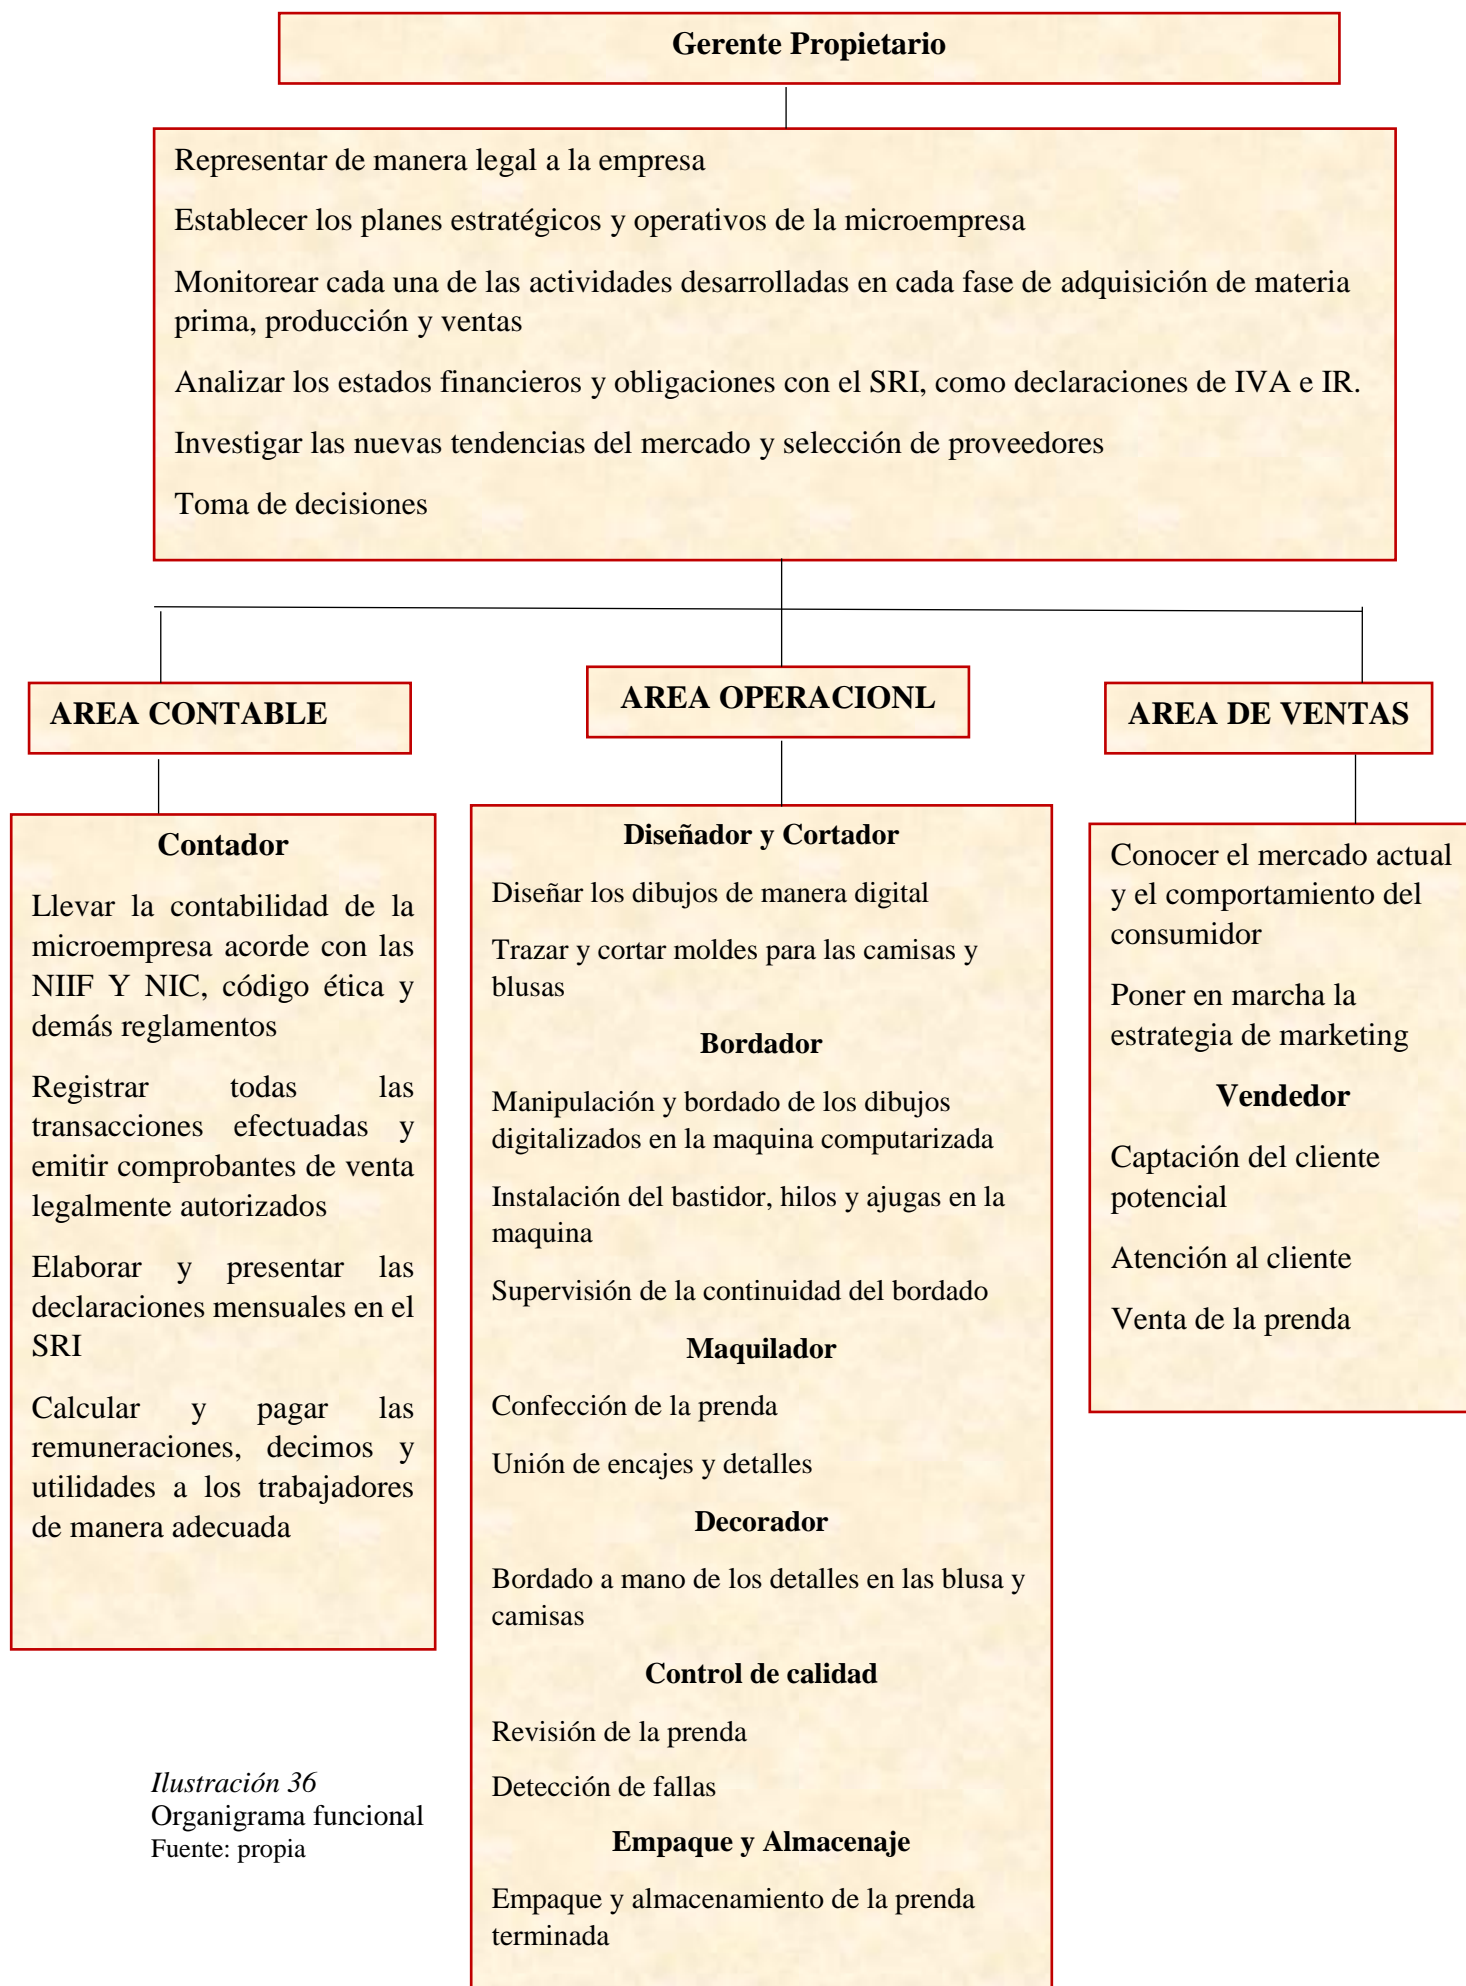 Gerente Propietario
Representar de manera legal a la empresa
Establecer los planes estratégicos y operativos de la microempresa
Monitorear cada una de las actividades desarrolladas en cada fase de adquisición de materia
prima, producción y ventas
Analizar los estados financieros y obligaciones con el SRI, como declaraciones de IVA e IR.
Investigar las nuevas tendencias del mercado y selección de proveedores
Toma de decisiones
AREA CONTABLE
Contador
Llevar la contabilidad de la
microempresa acorde con las
NIIF Y NIC, código ética y
demás reglamentos
Registrar todas las
transacciones efectuadas y
emitir comprobantes de venta
legalmente autorizados
Elaborar y presentar las
declaraciones mensuales en el
SRI
Calcular y pagar las
remuneraciones, decimos y
utilidades a los trabajadores
de manera adecuada
AREA OPERACIONL
Diseñador y Cortador
Diseñar los dibujos de manera digital
Trazar y cortar moldes para las camisas y
blusas
Bordador
Manipulación y bordado de los dibujos
digitalizados en la maquina computarizada
Instalación del bastidor, hilos y ajugas en la
maquina
Supervisión de la continuidad del bordado
Maquilador
Confección de la prenda
Unión de encajes y detalles
Decorador
Bordado a mano de los detalles en las blusa y
camisas
Control de calidad
Revisión de la prenda
Detección de fallas
Empaque y Almacenaje
Empaque y almacenamiento de la prenda
terminada
AREA DE VENTAS
Conocer el mercado actual
y el comportamiento del
consumidor
Poner en marcha la
estrategia de marketing
Vendedor
Captación del cliente
potencial
Atención al cliente
Venta de la prenda
Ilustración 36
Organigrama funcional
Fuente: propia